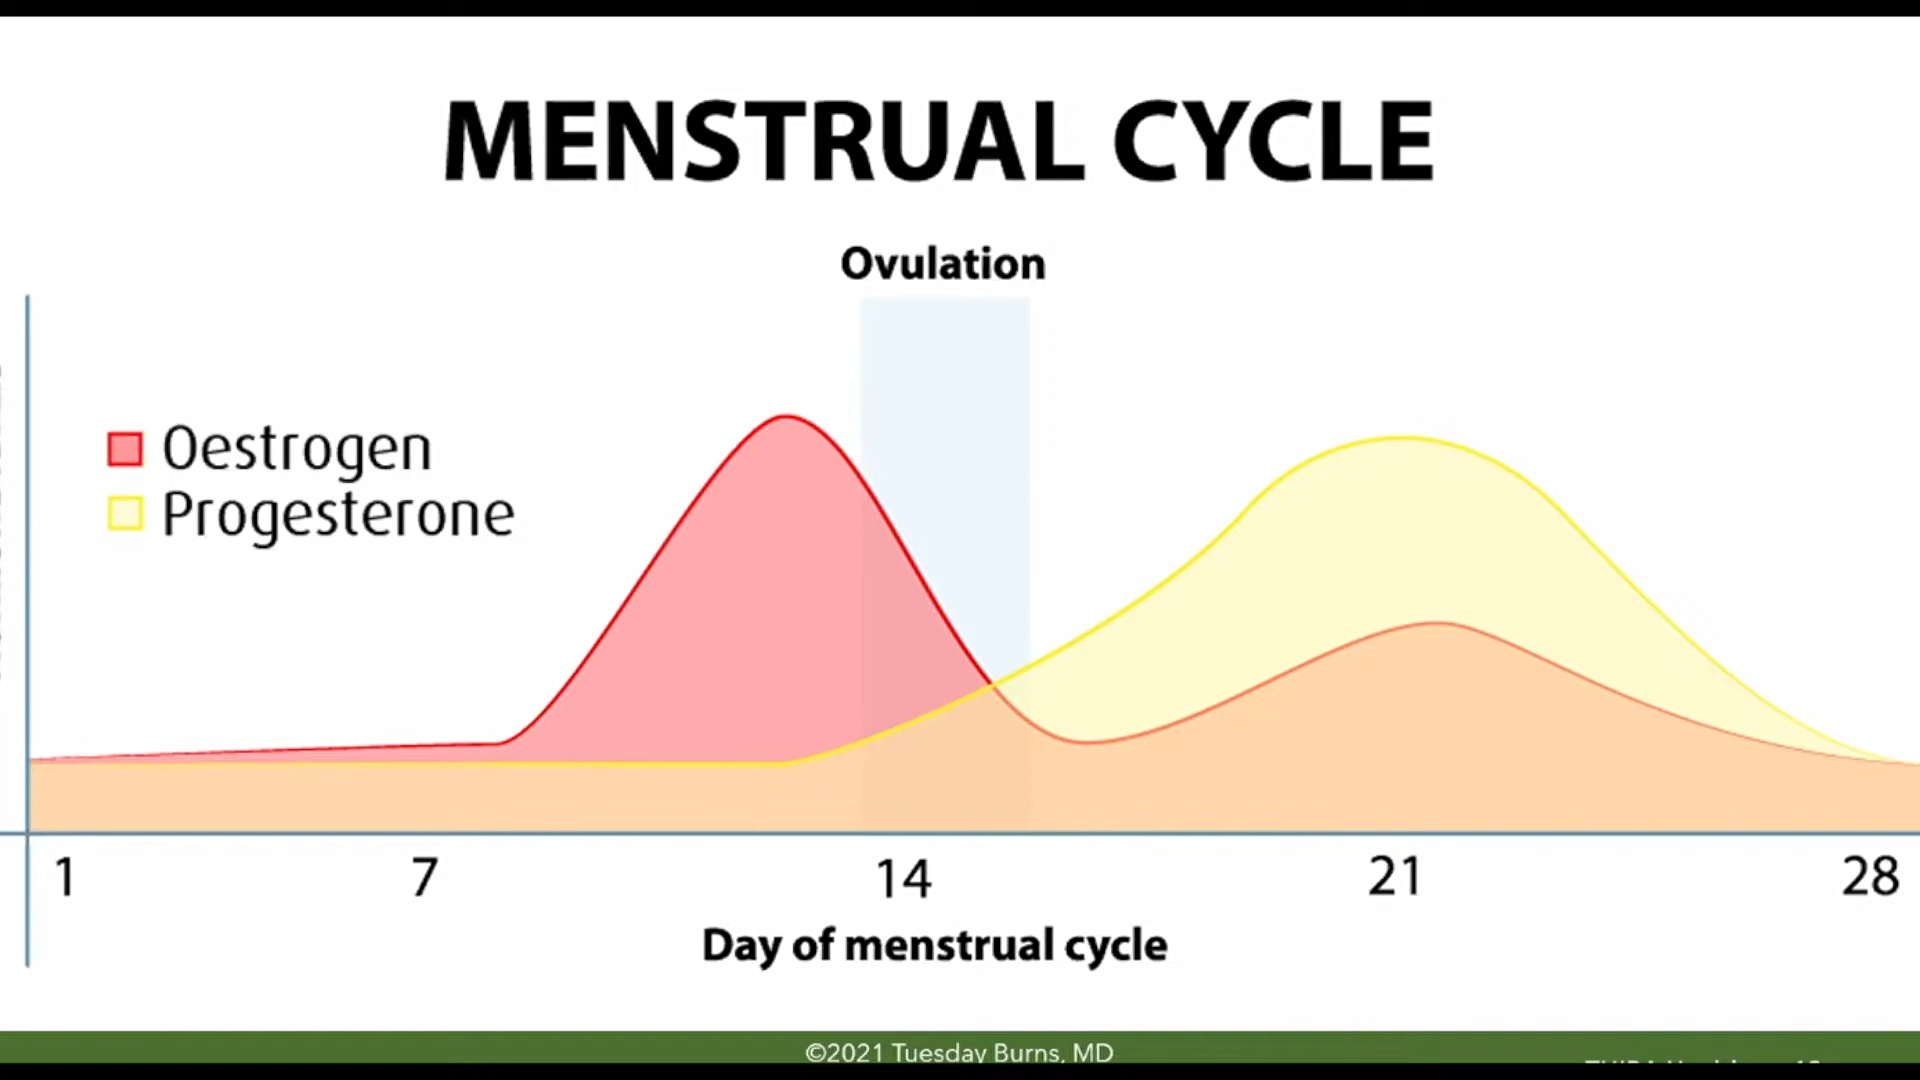 MENSTRUAL CYCLE
Ovulation
Oestrogen
Progesterone
1 7 14 21 28
Day of menstrual cycle
©2021 Tuesday Burns, MD